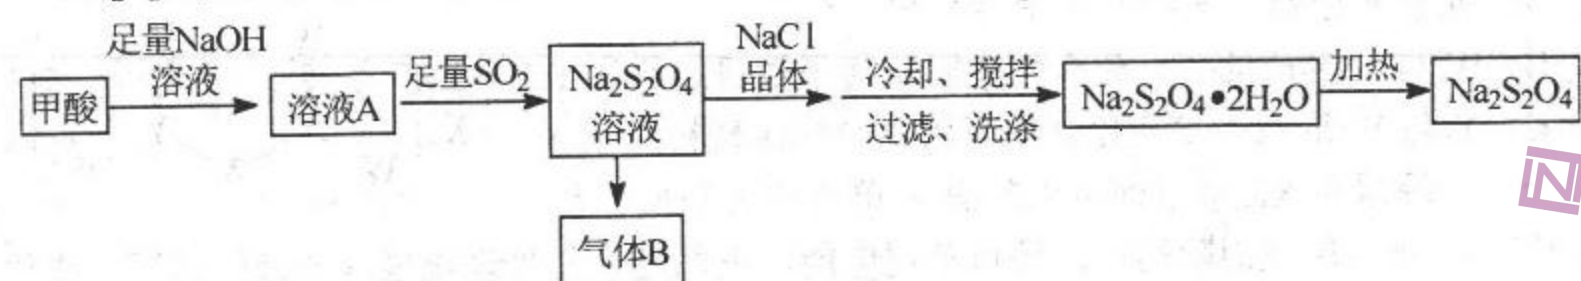 甲酸
足量NaOH
溶液
溶液A
足量SO₂
Na₂S₂O₄
溶液
气体B
NaCl
晶体
冷却、搅拌
过滤、洗涤
Na₂S₂O₄•2H₂O
加热
Na₂S₂O₄